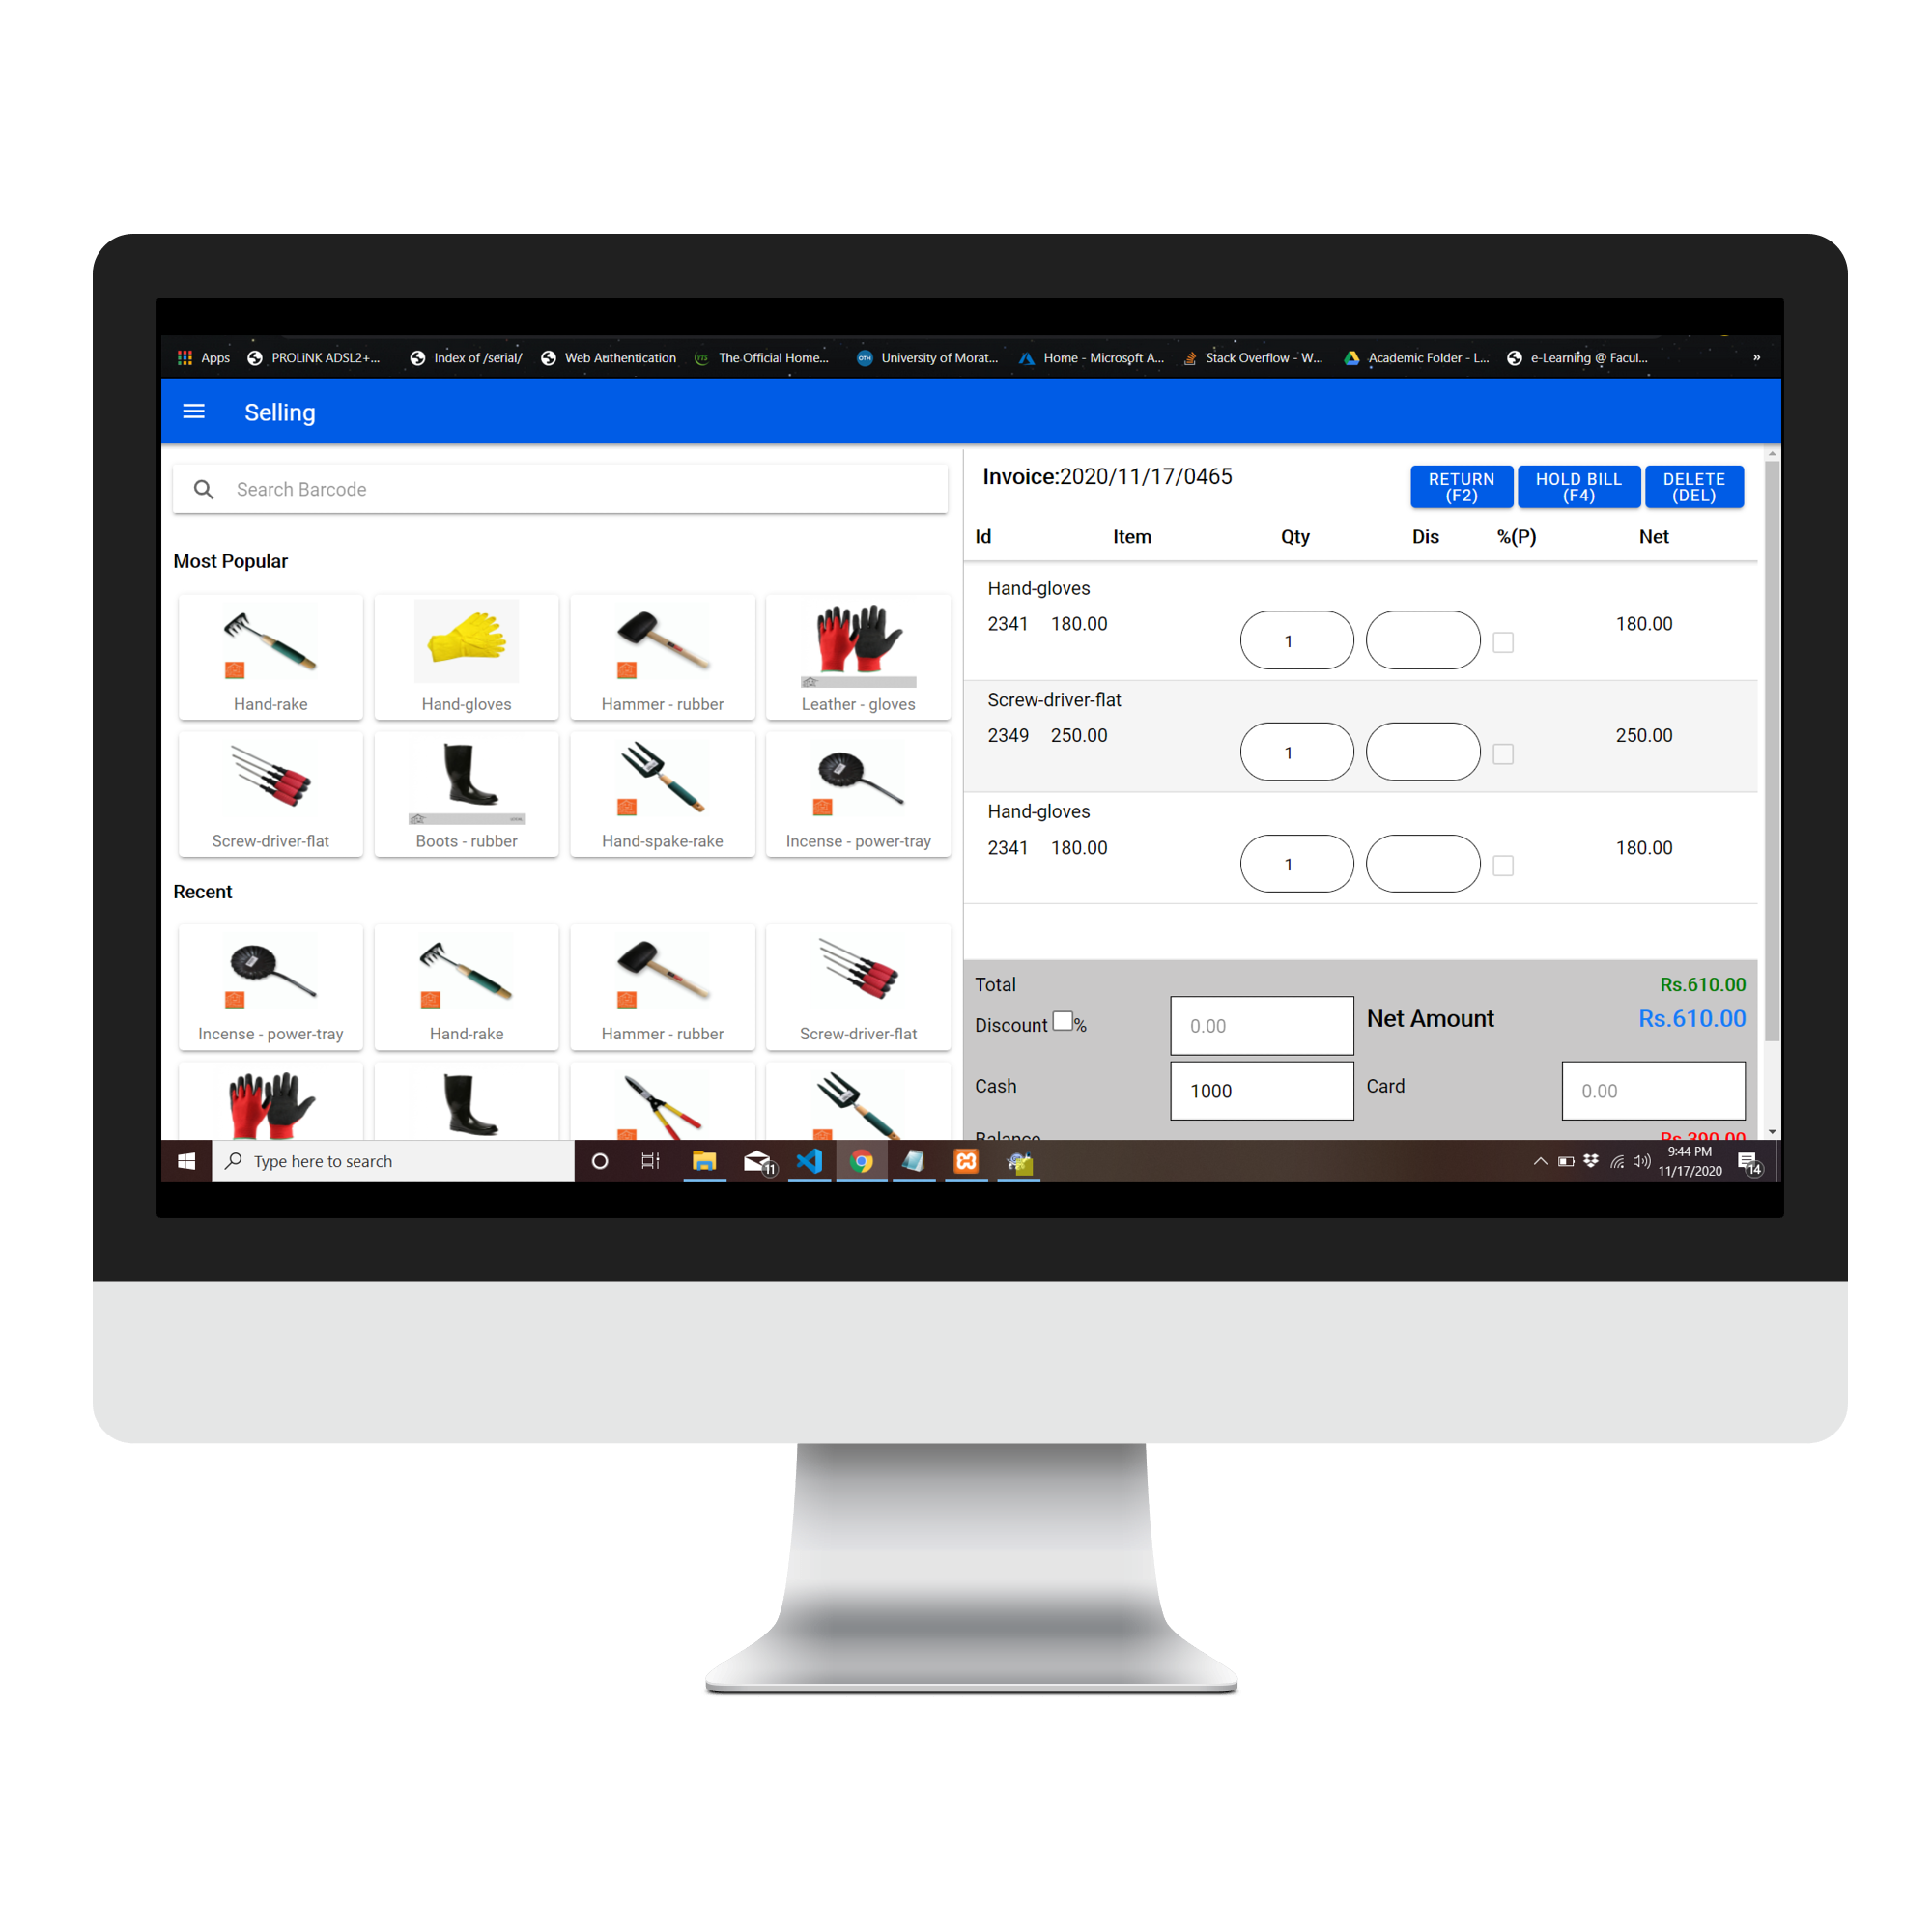 Apps PROLiNK ADSL2+... Index of /serial/ Web Authentication The Official Home... University of Morat... Home - Microsoft A... Stack Overflow - W... Academic Folder - L... e-Learning @ Facul... »
Selling
Search Barcode
Most Popular
Hand-rake Hand-gloves Hammer - rubber Leather - gloves
Screw-driver-flat Boots - rubber Hand-spake-rake Incense - power-tray
Recent
Incense - power-tray Hand-rake Hammer - rubber Screw-driver-flat
Invoice:2020/11/17/0465
RETURN (F2) HOLD BILL (F4) DELETE (DEL)
Id Item Qty Dis %(P) Net
Hand-gloves
2341 180.00 1 180.00
Screw-driver-flat
2349 250.00 1 250.00
Hand-gloves
2341 180.00 1 180.00
Total Rs.610.00
Discount % 0.00 Net Amount Rs.610.00
Cash 1000 Card 0.00
Balance Rs.390.00
Type here to search 11 9:44 PM
11/17/2020 14